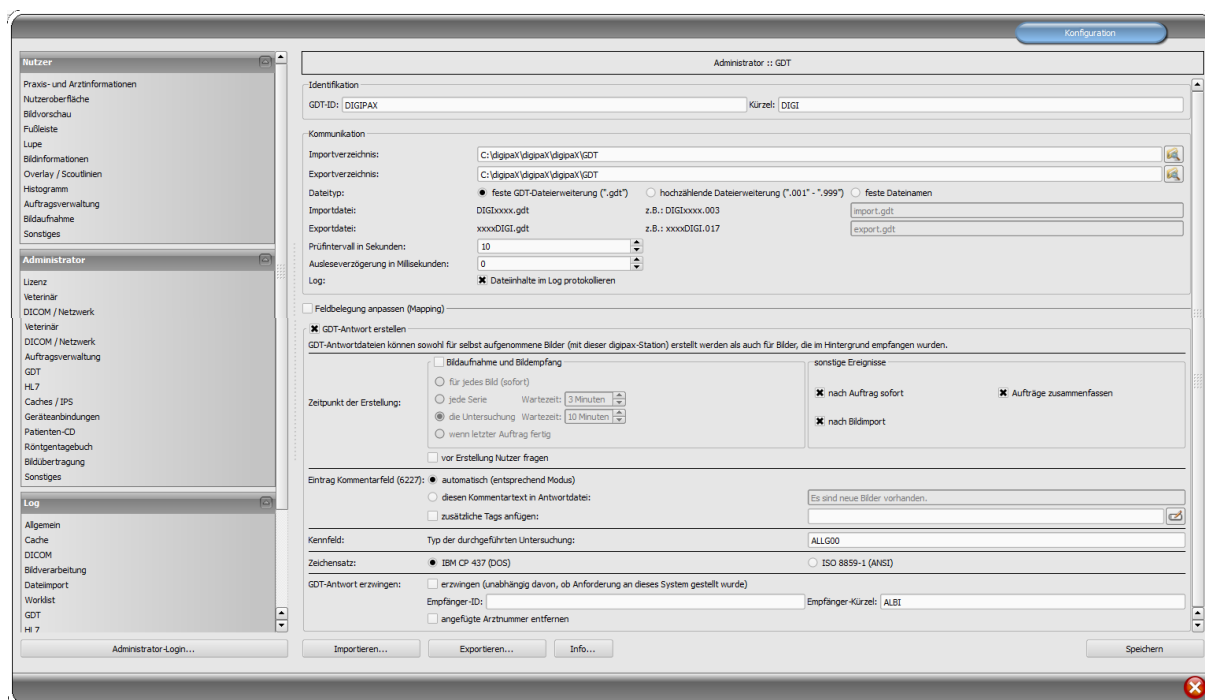 Konfiguration
Nutzer
Praxis- und Arztinformationen
Nutzeroberfläche
Bildvorschau
Fußleiste
Lupe
Bildinformationen
Overlay / Scoutlinien
Histogramm
Auftragsverwaltung
Bildaufnahme
Sonstiges
Administrator
Lizenz
Veterinär
DICOM / Netzwerk
Veterinär
DICOM / Netzwerk
Auftragsverwaltung
GDT
HL7
Caches / IPS
Geräteanbindungen
Patienten-CD
Röntgentagebuch
Bildübertragung
Sonstiges
Log
Allgemein
Cache
DICOM
Bildverarbeitung
Dateiimport
Worklist
GDT
HL7
Administrator-Login...
Administrator :: GDT
Identifikation
GDT-ID: DIGIPAX Kürzel: DIGI
Kommunikation
Importverzeichnis: C:\digipaX\digipaX\digipaX\GDT
Exportverzeichnis: C:\digipaX\digipaX\digipaX\GDT
Dateityp: feste GDT-Dateierweiterung (".gdt") hochzählende Dateierweiterung (".001" - ".999") feste Dateinamen
Importdatei: DIGIxxxx.gdt z.B.: DIGIxxxx.003 import.gdt
Exportdatei: xxxxDIGI.gdt z.B.: xxxxDIGI.017 export.gdt
Prüfintervall in Sekunden: 10
Ausleseverzögerung in Millisekunden: 0
Log: Dateiinhalte im Log protokollieren
Feldbelegung anpassen (Mapping)
GDT-Antwort erstellen
GDT-Antwortdateien können sowohl für selbst aufgenommene Bilder (mit dieser digipax-Station) erstellt werden als auch für Bilder, die im Hintergrund empfangen wurden.
Zeitpunkt der Erstellung:
Bildaufnahme und Bildempfang
für jedes Bild (sofort)
jede Serie Wartezeit: 3 Minuten
die Untersuchung Wartezeit: 10 Minuten
wenn letzter Auftrag fertig
sonstige Ereignisse
nach Auftrag sofort Aufträge zusammenfassen
nach Bildimport
vor Erstellung Nutzer fragen
Eintrag Kommentarfeld (6227): automatisch (entsprechend Modus)
diesen Kommentartext in Antwortdatei: Es sind neue Bilder vorhanden.
zusätzliche Tags anfügen:
Kennfeld: Typ der durchgeführten Untersuchung: ALLG00
Zeichensatz: IBM CP 437 (DOS) ISO 8859-1 (ANSI)
GDT-Antwort erzwingen: erzwingen (unabhängig davon, ob Anforderung an dieses System gestellt wurde)
Empfänger-ID: Empfänger-Kürzel: ALBI
angefügte Arztnummer entfernen
Importieren... Exportieren... Info... Speichern